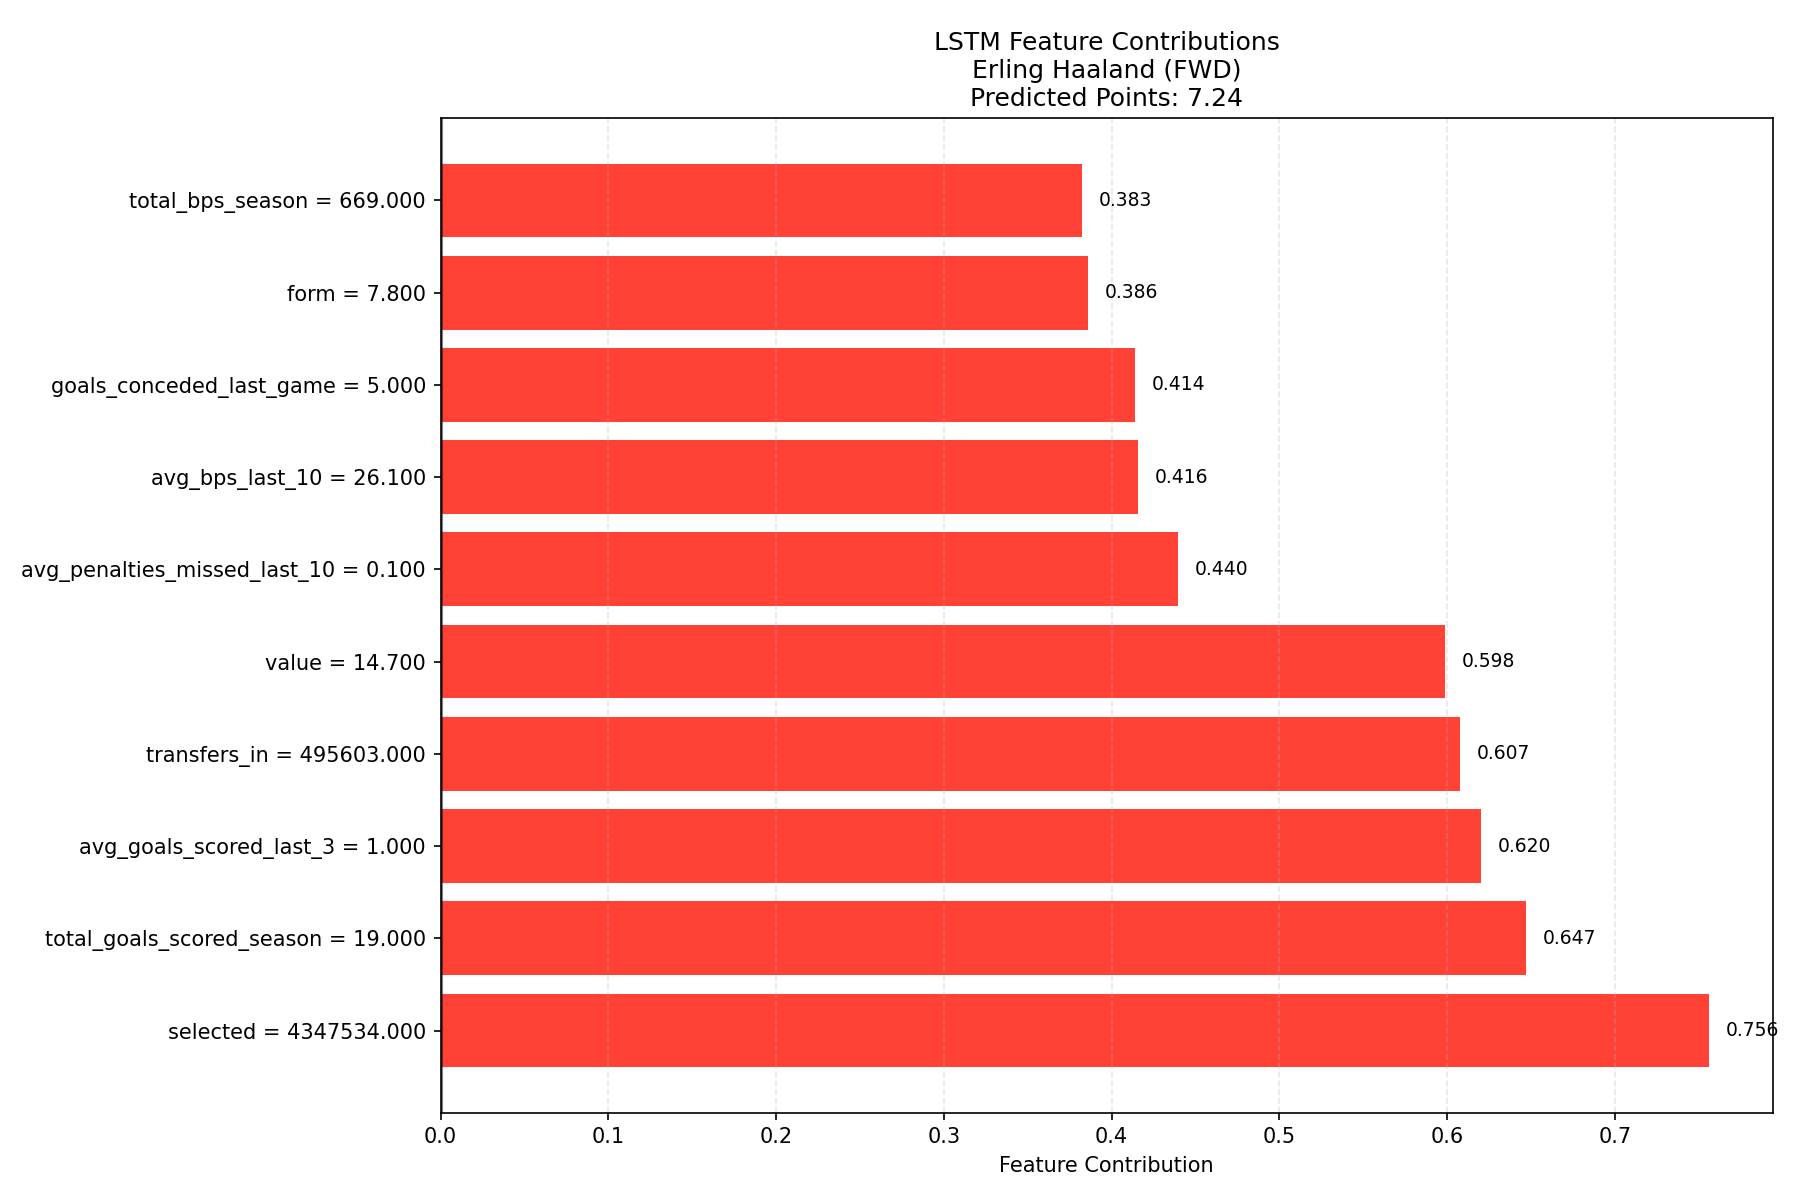 LSTM Feature Contributions
Erling Haaland (FWD)
Predicted Points: 7.24
total_bps_season = 669.000
0.383
form = 7.800
0.386
goals_conceded_last_game = 5.000
0.414
avg_bps_last_10 = 26.100
0.416
avg_penalties_missed_last_10 = 0.100
0.440
value = 14.700
0.598
transfers_in = 495603.000
0.607
avg_goals_scored_last_3 = 1.000
0.620
total_goals_scored_season = 19.000
0.647
selected = 4347534.000
0.756
0.0 0.1 0.2 0.3 0.4 0.5 0.6 0.7
Feature Contribution